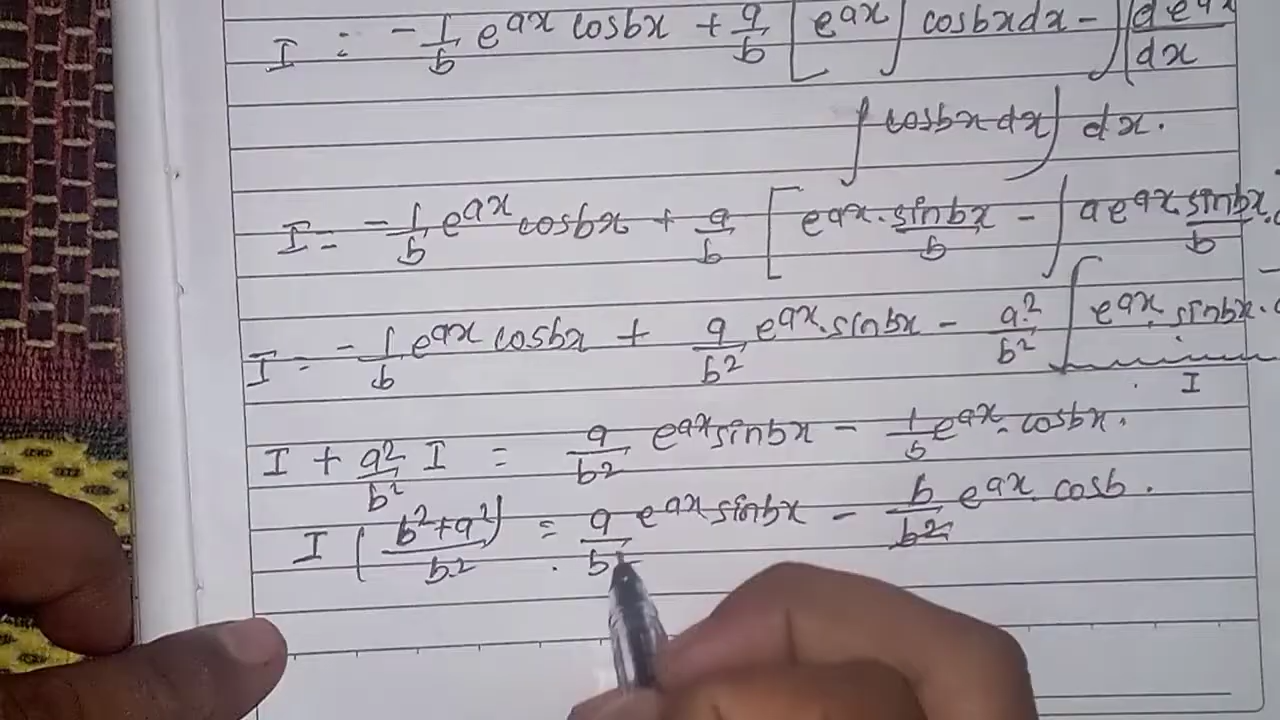 I = -1/b e^ax cosbx + a/b [ e^ax ∫ cosbxdx - ∫( d e^ax / dx
∫ cosbx dx ) dx.
I = -1/b e^ax cosbx + a/b [ e^ax. sinbx/b - ∫ a e^ax sinbx/b
I = -1/b e^ax cosbx + a/b² e^ax. sinbx - a²/b² ∫ e^ax. sinbx.
I
I + a²/b² I = a/b² e^ax sinbx - 1/b e^ax. cosbx.
I ( b²+a² / b² ) = a/b² e^ax sinbx - b/b² e^ax. cosb.